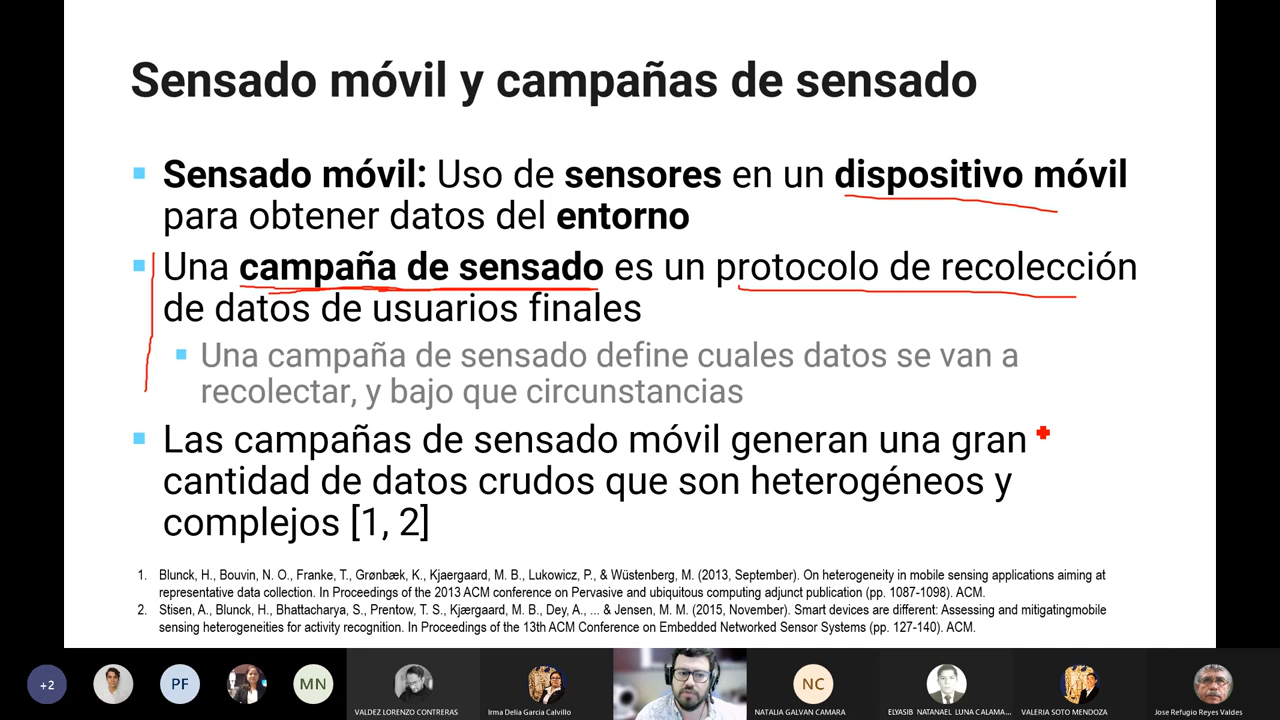 Sensado móvil y campañas de sensado
Sensado móvil: Uso de sensores en un dispositivo móvil
para obtener datos del entorno
Una campaña de sensado es un protocolo de recolección
de datos de usuarios finales
Una campaña de sensado define cuales datos se van a
recolectar, y bajo que circunstancias
Las campañas de sensado móvil generan una gran
cantidad de datos crudos que son heterogéneos y
complejos [1, 2]
1. Blunck, H., Bouvin, N. O., Franke, T., Grønbæk, K., Kjaergaard, M. B., Lukowicz, P., & Wüstenberg, M. (2013, September). On heterogeneity in mobile sensing applications aiming at
representative data collection. In Proceedings of the 2013 ACM conference on Pervasive and ubiquitous computing adjunct publication (pp. 1087-1098). ACM.
2. Stisen, A., Blunck, H., Bhattacharya, S., Prentow, T. S., Kjærgaard, M. B., Dey, A., ... & Jensen, M. M. (2015, November). Smart devices are different: Assessing and mitigatingmobile
sensing heterogeneities for activity recognition. In Proceedings of the 13th ACM Conference on Embedded Networked Sensor Systems (pp. 127-140). ACM.
+2 PF MN NC
VALDEZ LORENZO CONTRERAS Irma Delia Garcia Calvillo NATALIA GALVAN CAMARA ELYASIB NATANAEL LUNA CALAMA... VALERIA SOTO MENDOZA Jose Refugio Reyes Valdes